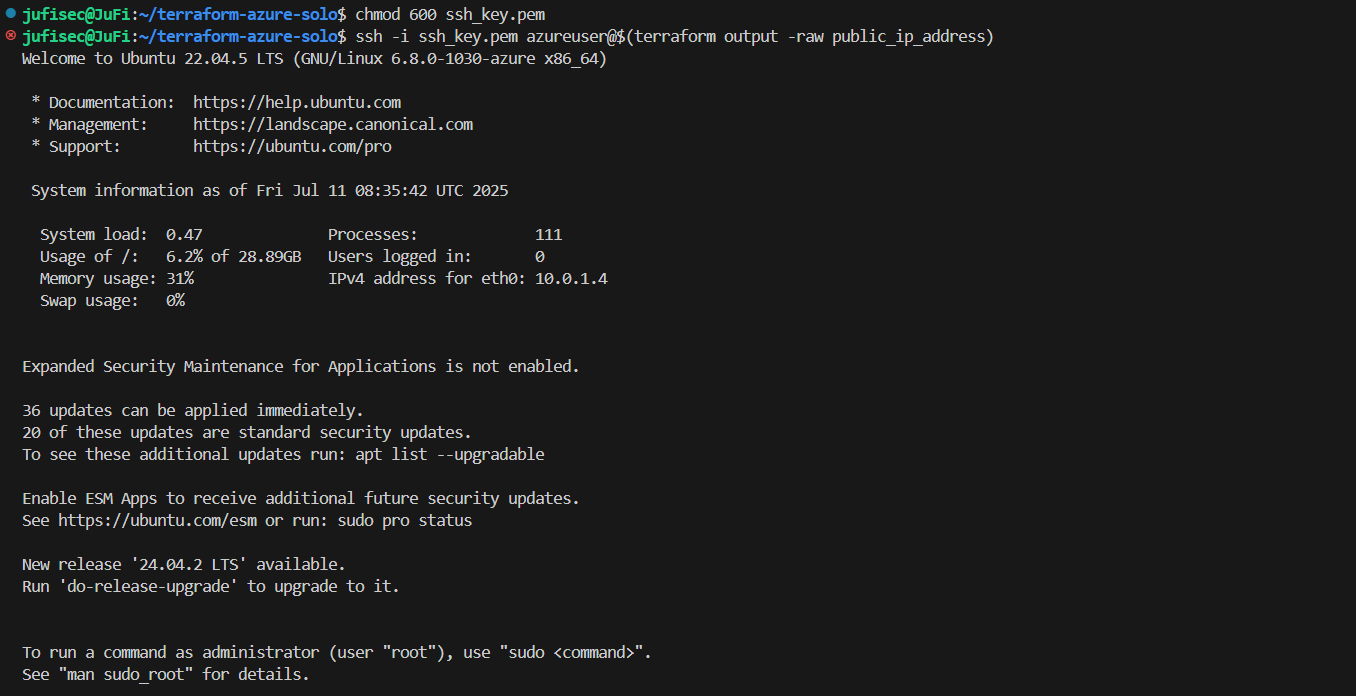 jufisec@JuFi:~/terraform-azure-solo$ chmod 600 ssh_key.pem
jufisec@JuFi:~/terraform-azure-solo$ ssh -i ssh_key.pem azureuser@$(terraform output -raw public_ip_address)
Welcome to Ubuntu 22.04.5 LTS (GNU/Linux 6.8.0-1030-azure x86_64)
* Documentation:  https://help.ubuntu.com
* Management:     https://landscape.canonical.com
* Support:        https://ubuntu.com/pro
System information as of Fri Jul 11 08:35:42 UTC 2025
System load:  0.47              Processes:             111
Usage of /:   6.2% of 28.89GB   Users logged in:       0
Memory usage: 31%               IPv4 address for eth0: 10.0.1.4
Swap usage:   0%
Expanded Security Maintenance for Applications is not enabled.
36 updates can be applied immediately.
20 of these updates are standard security updates.
To see these additional updates run: apt list --upgradable
Enable ESM Apps to receive additional future security updates.
See https://ubuntu.com/esm or run: sudo pro status
New release '24.04.2 LTS' available.
Run 'do-release-upgrade' to upgrade to it.
To run a command as administrator (user "root"), use "sudo <command>".
See "man sudo_root" for details.